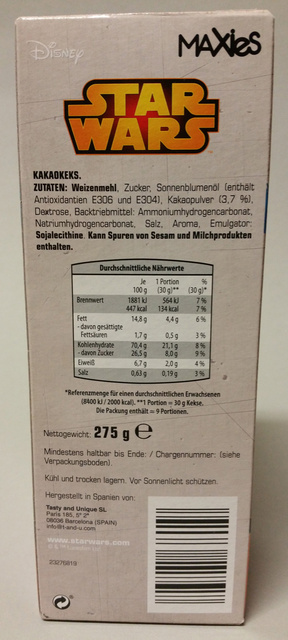 DISNEY
MAXieS
STAR
WARS
KAKAOKEKS.
ZUTATEN: Weizenmehl, Zucker, Sonnenblumenöl (enthält
Antioxidantien E306 und E304), Kakaopulver (3,7 %),
Dextrose, Backtriebmittel: Ammoniumhydrogencarbonat,
Natriumhydrogencarbonat, Salz, Aroma, Emulgator:
Sojalecithine. Kann Spuren von Sesam und Milchprodukten
enthalten.
Durchschnittliche Nährwerte
Je 1 Portion %
100 g (30 g)** (30 g)*
Brennwert 1881 kJ 564 kJ 7 %
447 kcal 134 kcal 7 %
Fett 14,8 g 4,4 g 6 %
- davon gesättigte
Fettsäuren 1,7 g 0,5 g 3 %
Kohlenhydrate 70,4 g 21,1 g 8 %
- davon Zucker 26,5 g 8,0 g 9 %
Eiweiß 6,7 g 2,0 g 4 %
Salz 0,63 g 0,19 g 3 %
*Referenzmenge für einen durchschnittlichen Erwachsenen
(8400 kJ / 2000 kcal). **1 Portion = 30 g Kekse.
Die Packung enthält = 9 Portionen.
Nettogewicht: 275 g ℮
Mindestens haltbar bis Ende: / Chargennummer: (siehe
Verpackungsboden).
Kühl und trocken lagern. Vor Sonnenlicht schützen.
Hergestellt in Spanien von:
Tasty and Unique SL
Paris 185, 5º 2ª
08036 Barcelona (SPAIN)
info@t-and-u.com
www.starwars.com
23276819